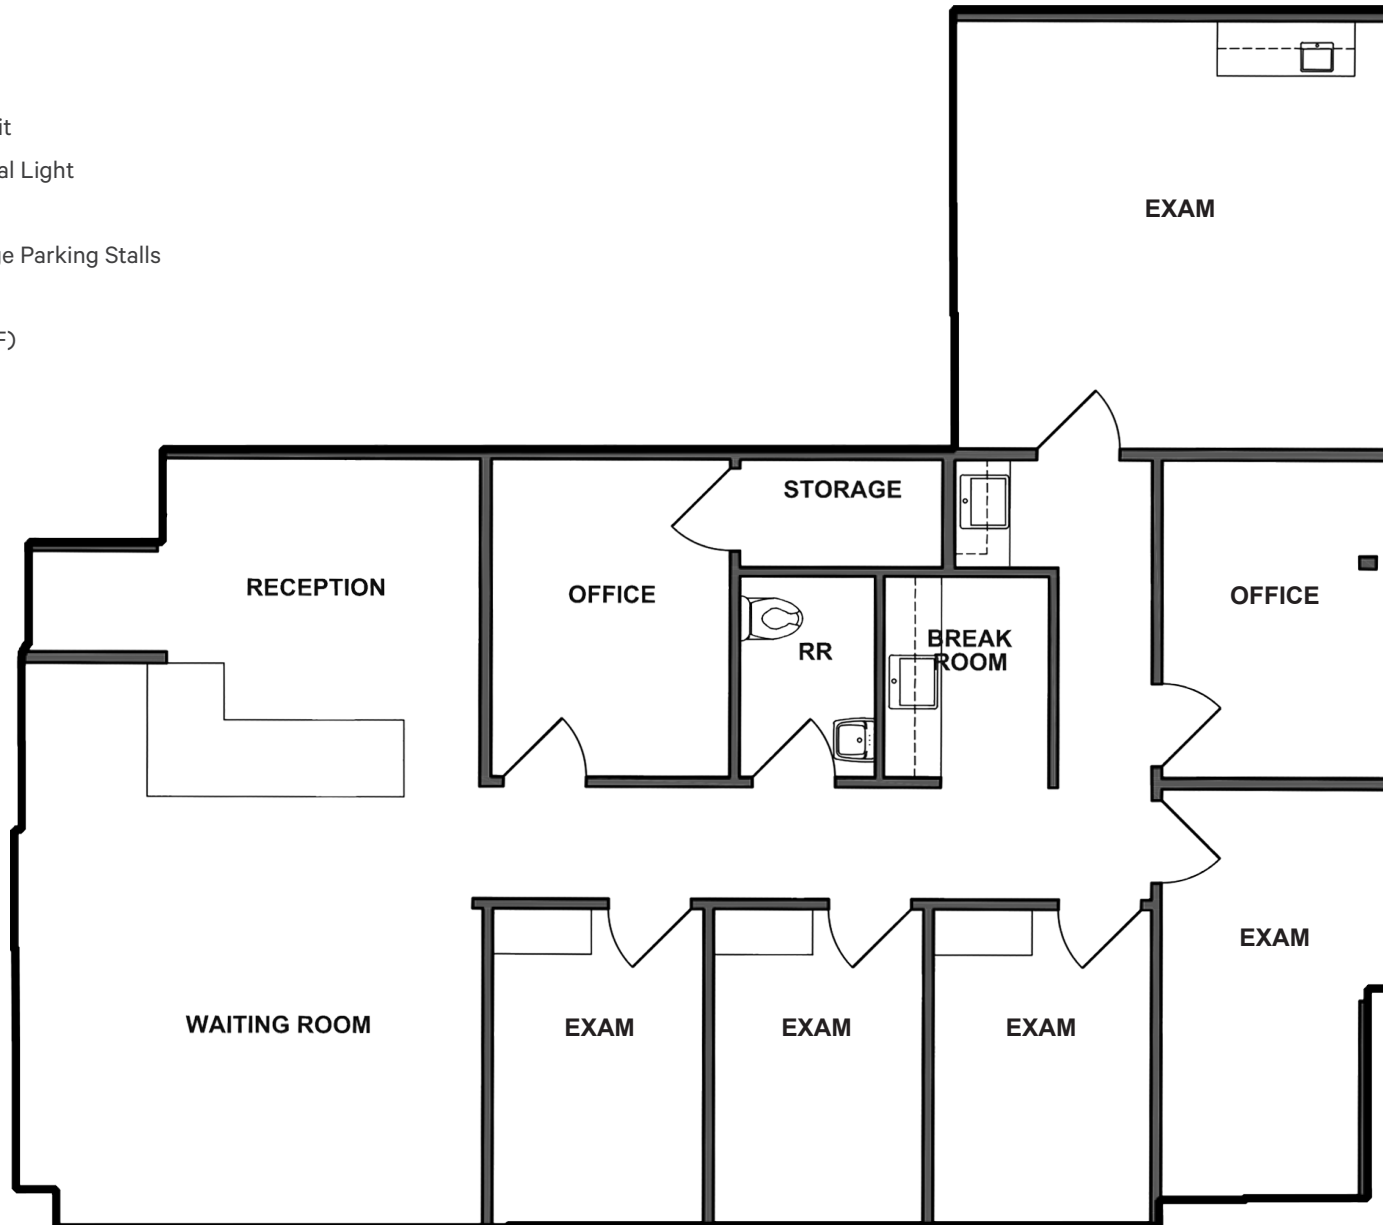 it
al Light
ge Parking Stalls
F)
EXAM
STORAGE
RECEPTION
OFFICE
OFFICE
BREAK
ROOM
RR
EXAM
WAITING ROOM
EXAM
EXAM
EXAM